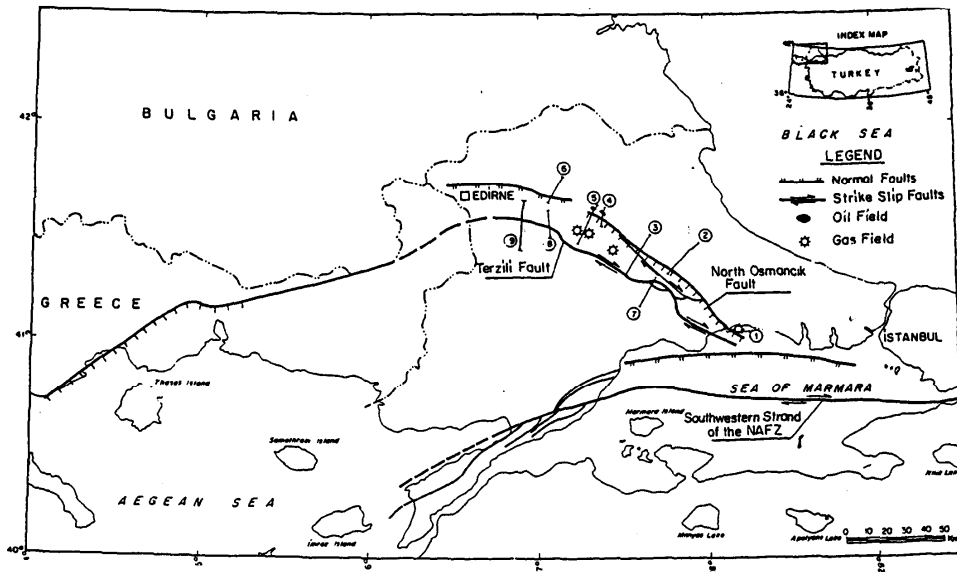 INDEX MAP
TURKEY
BULGARIA
42°
BLACK SEA
LEGEND
Normal Faults
Strike Slip Faults
Oil Field
Gas Field
EDIRNE
6
5
4
3
2
9
8
Terzili Fault
North Osmancık
Fault
7
1
GREECE
41°
İSTANBUL
SEA OF MARMARA
Southwestern Strand
of the NAFZ
Marmara Island
Samothraki Island
AEGEAN SEA
Imroz Island
Manyas Lake
Apolyont Lake
0 10 20 30 40 50
40°